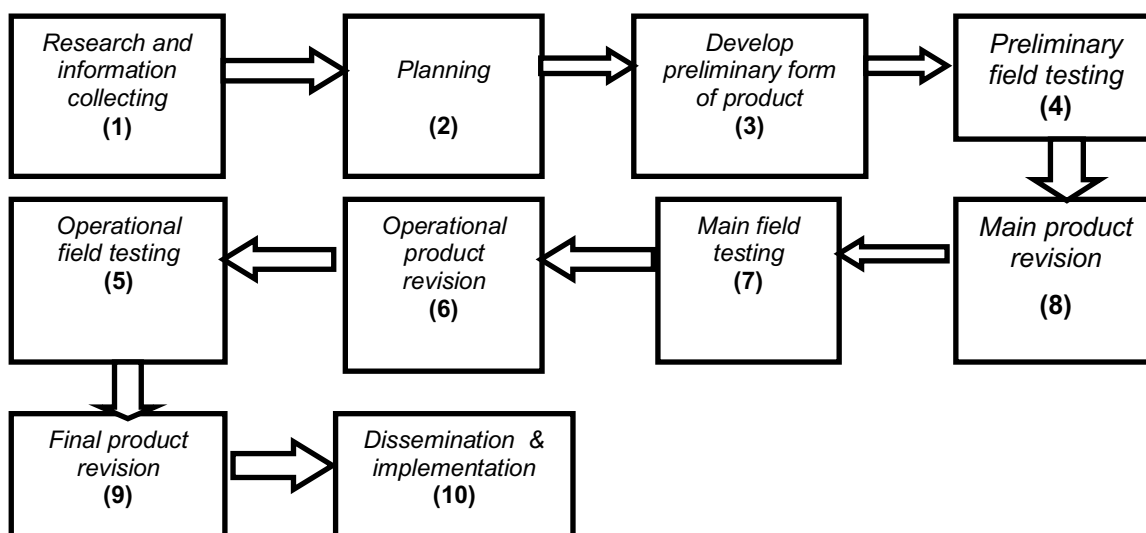 Research and
information
collecting
(1)
Planning
(2)
Develop
preliminary form
of product
(3)
Preliminary
field testing
(4)
Operational
field testing
(5)
Operational
product
revision
(6)
Main field
testing
(7)
Main product
revision
(8)
Final product
revision
(9)
Dissemination &
implementation
(10)